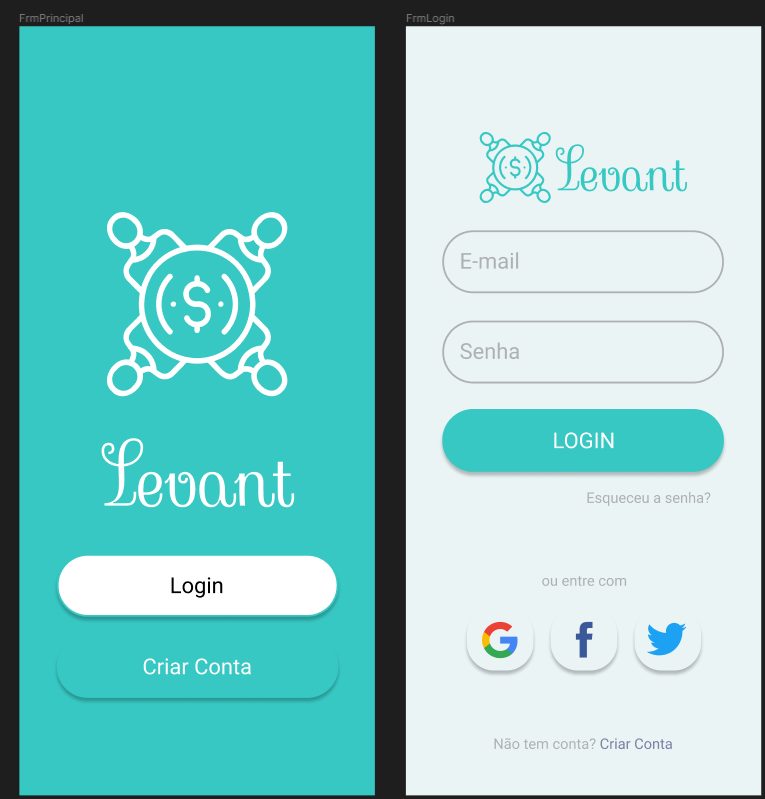 FrmPrincipal
$
Levant
Login
Criar Conta
FrmLogin
$
Levant
E-mail
Senha
LOGIN
Esqueceu a senha?
ou entre com
G f
Não tem conta? Criar Conta